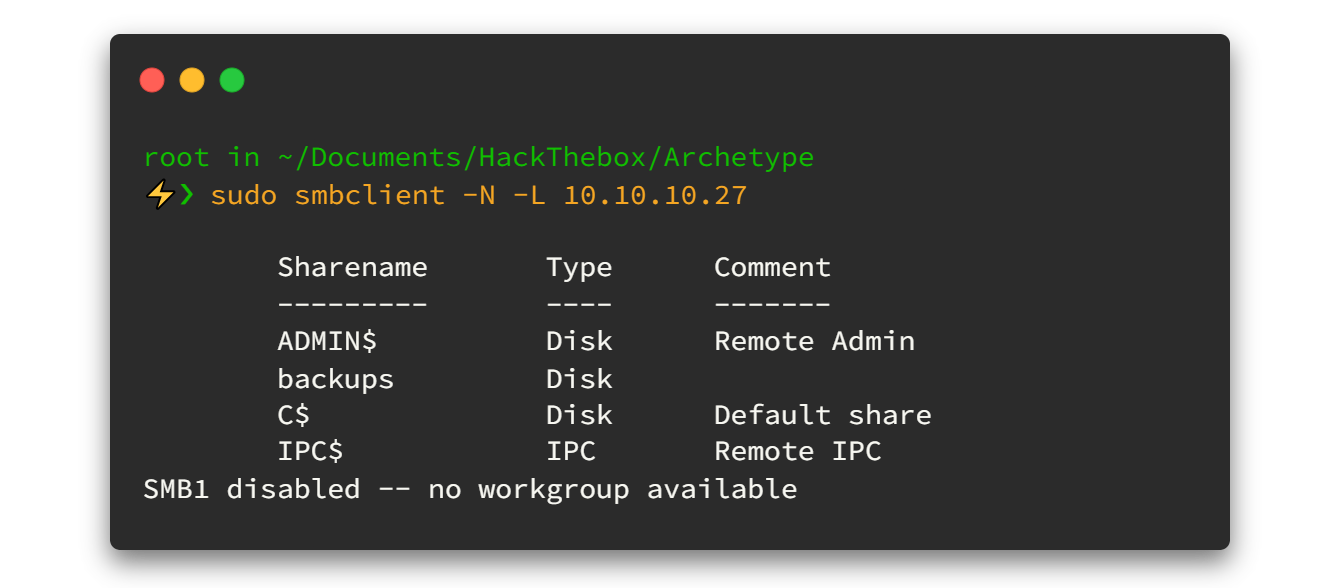 root in ~/Documents/HackThebox/Archetype
⚡❯ sudo smbclient -N -L 10.10.10.27
Sharename Type Comment
--------- ---- -------
ADMIN$ Disk Remote Admin
backups Disk
C$ Disk Default share
IPC$ IPC Remote IPC
SMB1 disabled -- no workgroup available